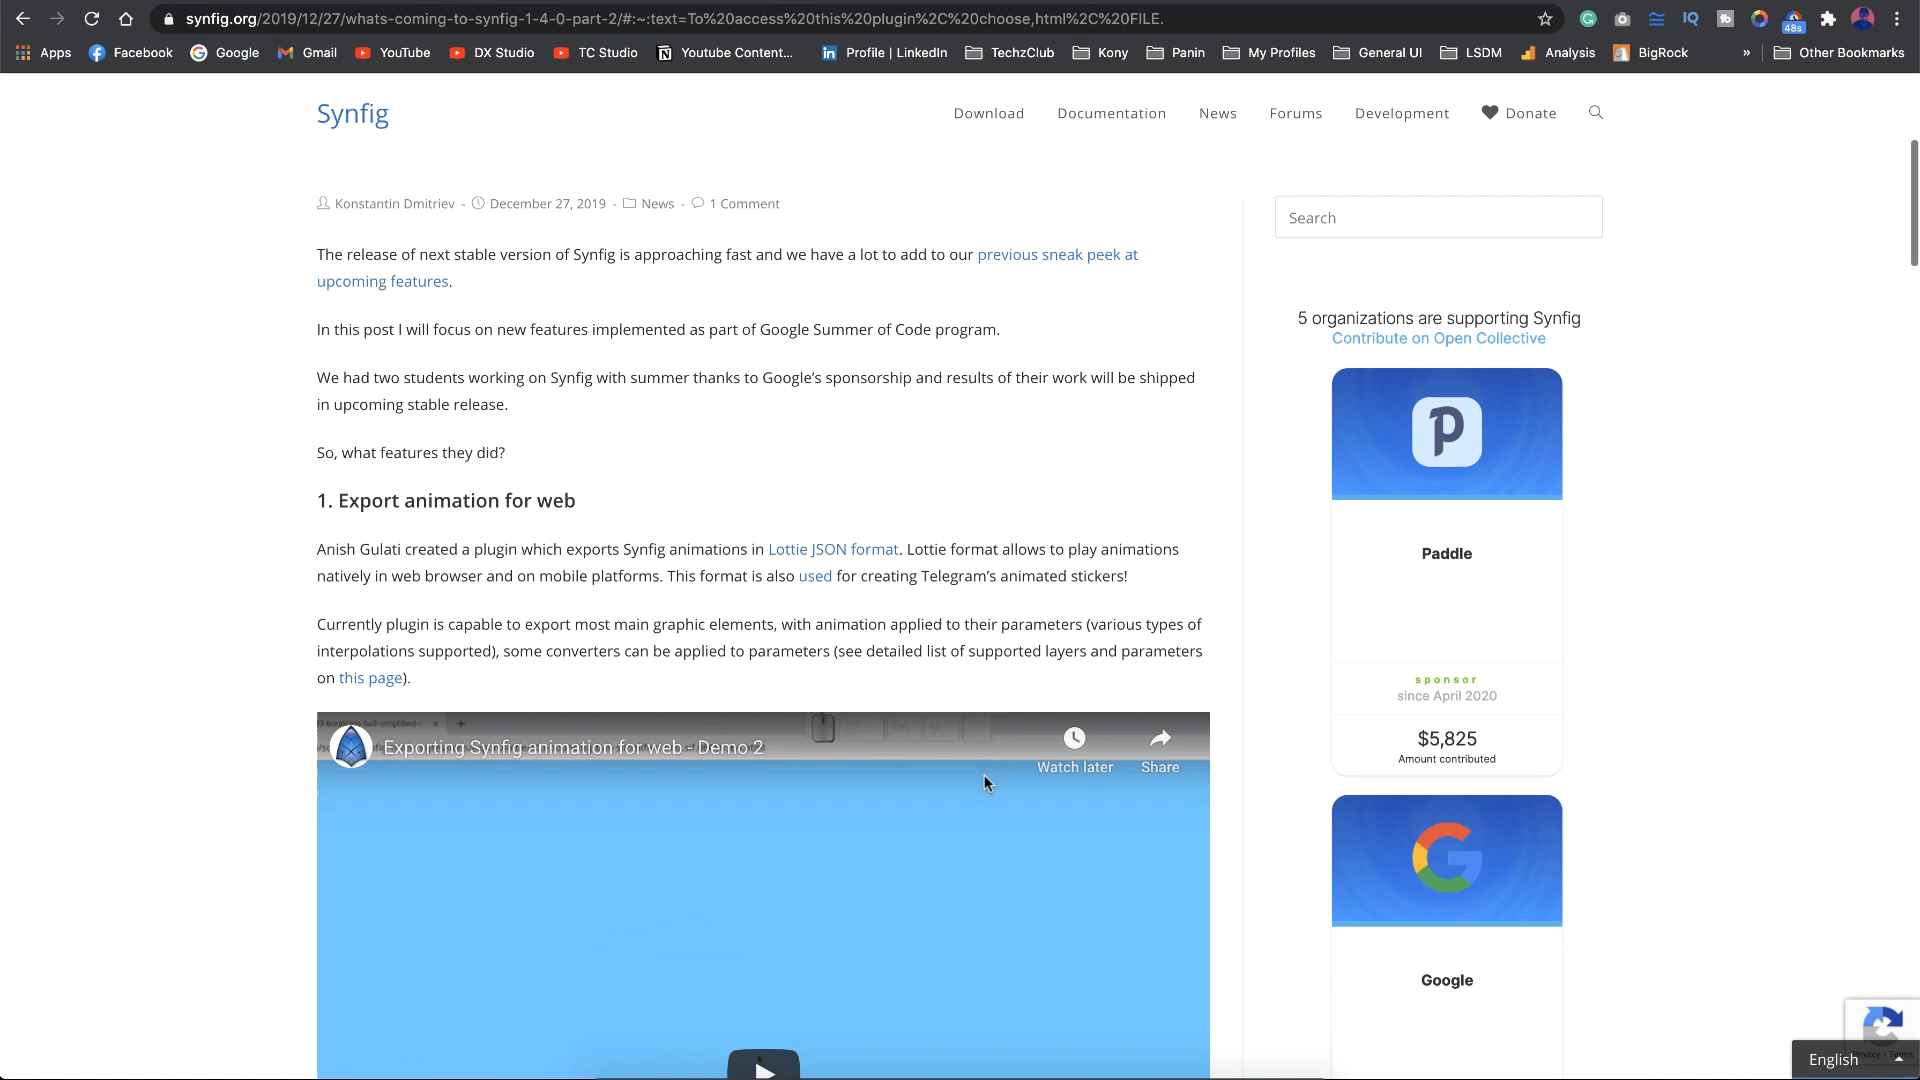 synfig.org/2019/12/27/whats-coming-to-synfig-1-4-0-part-2/#:~:text=To%20access%20this%20plugin%2C%20choose,html%2C%20FILE.
IQ
48s
Apps Facebook Google Gmail YouTube DX Studio TC Studio Youtube Content... Profile | LinkedIn TechzClub Kony Panin My Profiles General UI LSDM Analysis BigRock » Other Bookmarks
Synfig
Download Documentation News Forums Development Donate
Konstantin Dmitriev - December 27, 2019 - News - 1 Comment
The release of next stable version of Synfig is approaching fast and we have a lot to add to our previous sneak peek at
upcoming features.
In this post I will focus on new features implemented as part of Google Summer of Code program.
We had two students working on Synfig with summer thanks to Google's sponsorship and results of their work will be shipped
in upcoming stable release.
So, what features they did?
1. Export animation for web
Anish Gulati created a plugin which exports Synfig animations in Lottie JSON format. Lottie format allows to play animations
natively in web browser and on mobile platforms. This format is also used for creating Telegram's animated stickers!
Currently plugin is capable to export most main graphic elements, with animation applied to their parameters (various types of
interpolations supported), some converters can be applied to parameters (see detailed list of supported layers and parameters
on this page).
Exporting Synfig animation for web - Demo 2
Watch later
Share
Search
5 organizations are supporting Synfig
Contribute on Open Collective
Paddle
sponsor
since April 2020
$5,825
Amount contributed
Google
Privacy - Terms
English